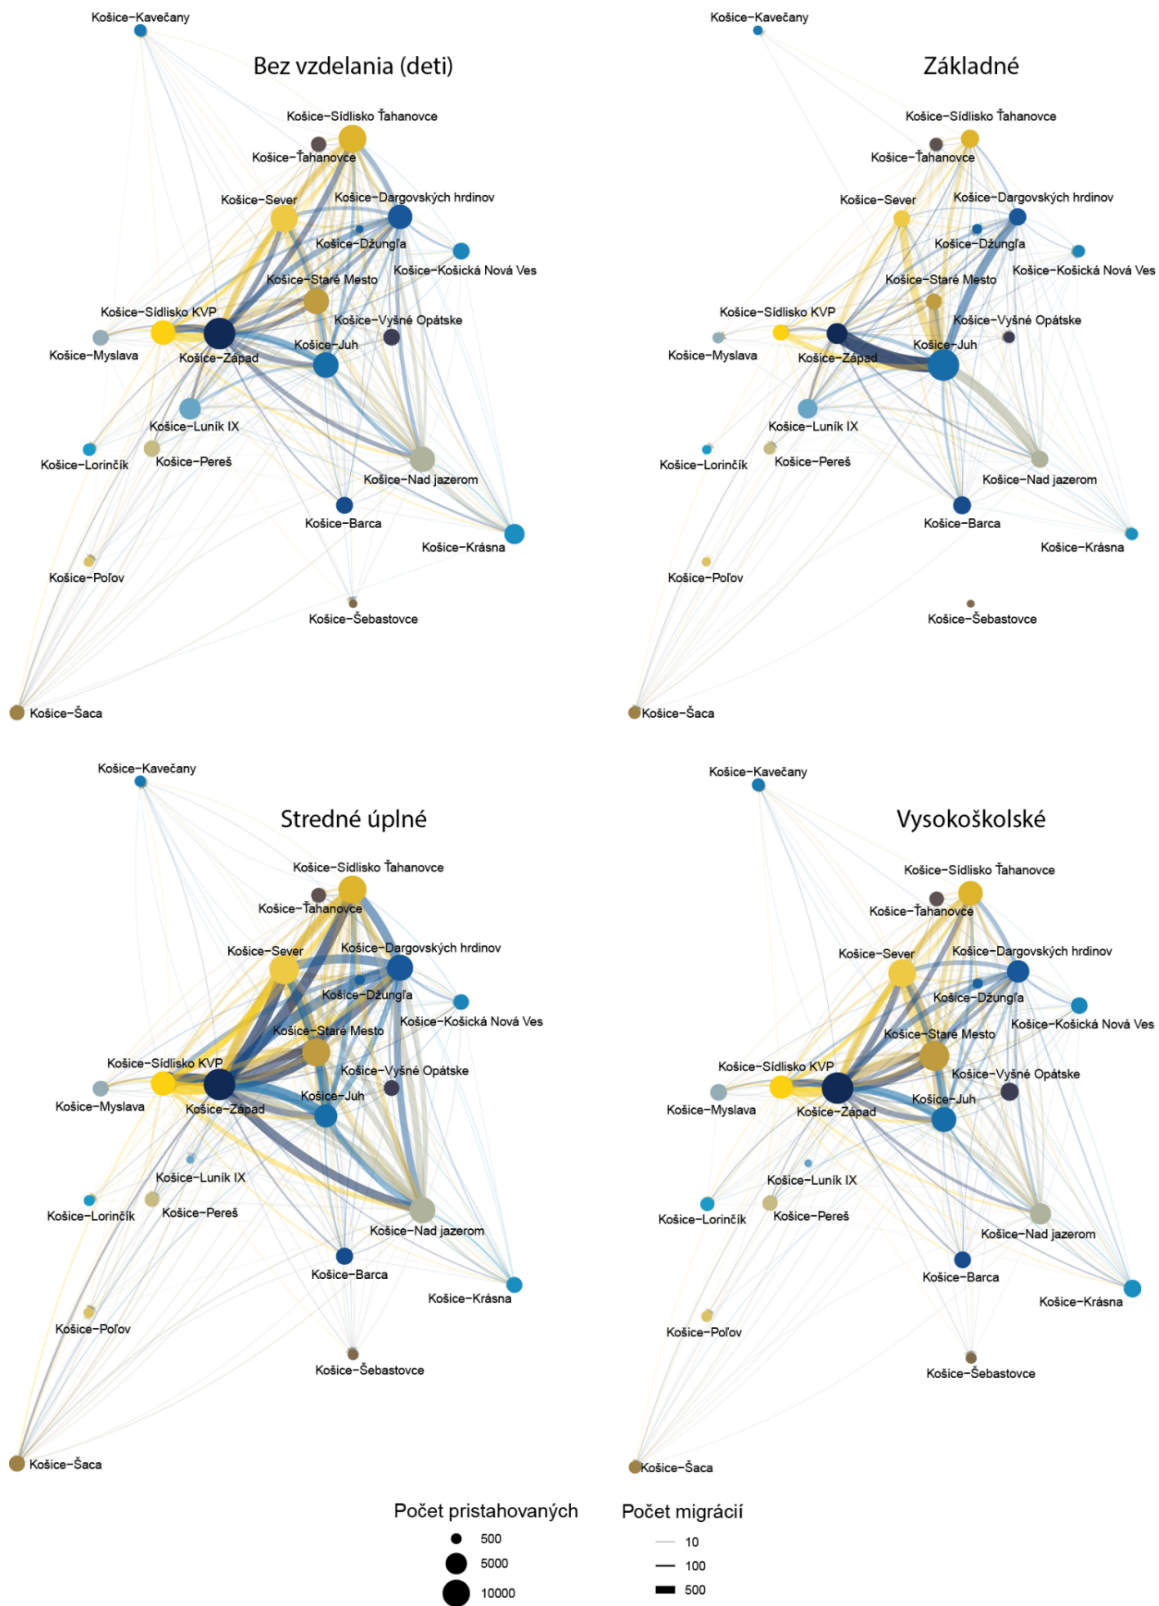 Košice−Kavečany
Bez vzdelania (deti)
Košice−Sídlisko Ťahanovce
Košice−Ťahanovce
Košice−Sever
Košice−Dargovských hrdinov
Košice−Džungľa
Košice−Košická Nová Ves
Košice−Staré Mesto
Košice−Sídlisko KVP
Košice−Vyšné Opátske
Košice−Myslava
Košice−Západ
Košice−Juh
Košice−Luník IX
Košice−Lorinčík
Košice−Pereš
Košice−Nad jazerom
Košice−Barca
Košice−Krásna
Košice−Poľov
Košice−Šebastovce
Košice−Šaca
Košice−Kavečany
Základné
Košice−Sídlisko Ťahanovce
Košice−Ťahanovce
Košice−Sever
Košice−Dargovských hrdinov
Košice−Džungľa
Košice−Košická Nová Ves
Košice−Staré Mesto
Košice−Sídlisko KVP
Košice−Vyšné Opátske
Košice−Myslava
Košice−Západ
Košice−Juh
Košice−Luník IX
Košice−Lorinčík
Košice−Pereš
Košice−Nad jazerom
Košice−Barca
Košice−Krásna
Košice−Poľov
Košice−Šebastovce
Košice−Šaca
Košice−Kavečany
Stredné úplné
Košice−Sídlisko Ťahanovce
Košice−Ťahanovce
Košice−Sever
Košice−Dargovských hrdinov
Košice−Džungľa
Košice−Košická Nová Ves
Košice−Staré Mesto
Košice−Sídlisko KVP
Košice−Vyšné Opátske
Košice−Myslava
Košice−Západ
Košice−Juh
Košice−Luník IX
Košice−Lorinčík
Košice−Pereš
Košice−Nad jazerom
Košice−Barca
Košice−Krásna
Košice−Poľov
Košice−Šebastovce
Košice−Šaca
Košice−Kavečany
Vysokoškolské
Košice−Sídlisko Ťahanovce
Košice−Ťahanovce
Košice−Sever
Košice−Dargovských hrdinov
Košice−Džungľa
Košice−Košická Nová Ves
Košice−Staré Mesto
Košice−Sídlisko KVP
Košice−Vyšné Opátske
Košice−Myslava
Košice−Západ
Košice−Juh
Košice−Luník IX
Košice−Lorinčík
Košice−Pereš
Košice−Nad jazerom
Košice−Barca
Košice−Krásna
Košice−Poľov
Košice−Šebastovce
Košice−Šaca
Počet pristahovaných
500
5000
10000
Počet migrácií
10
100
500